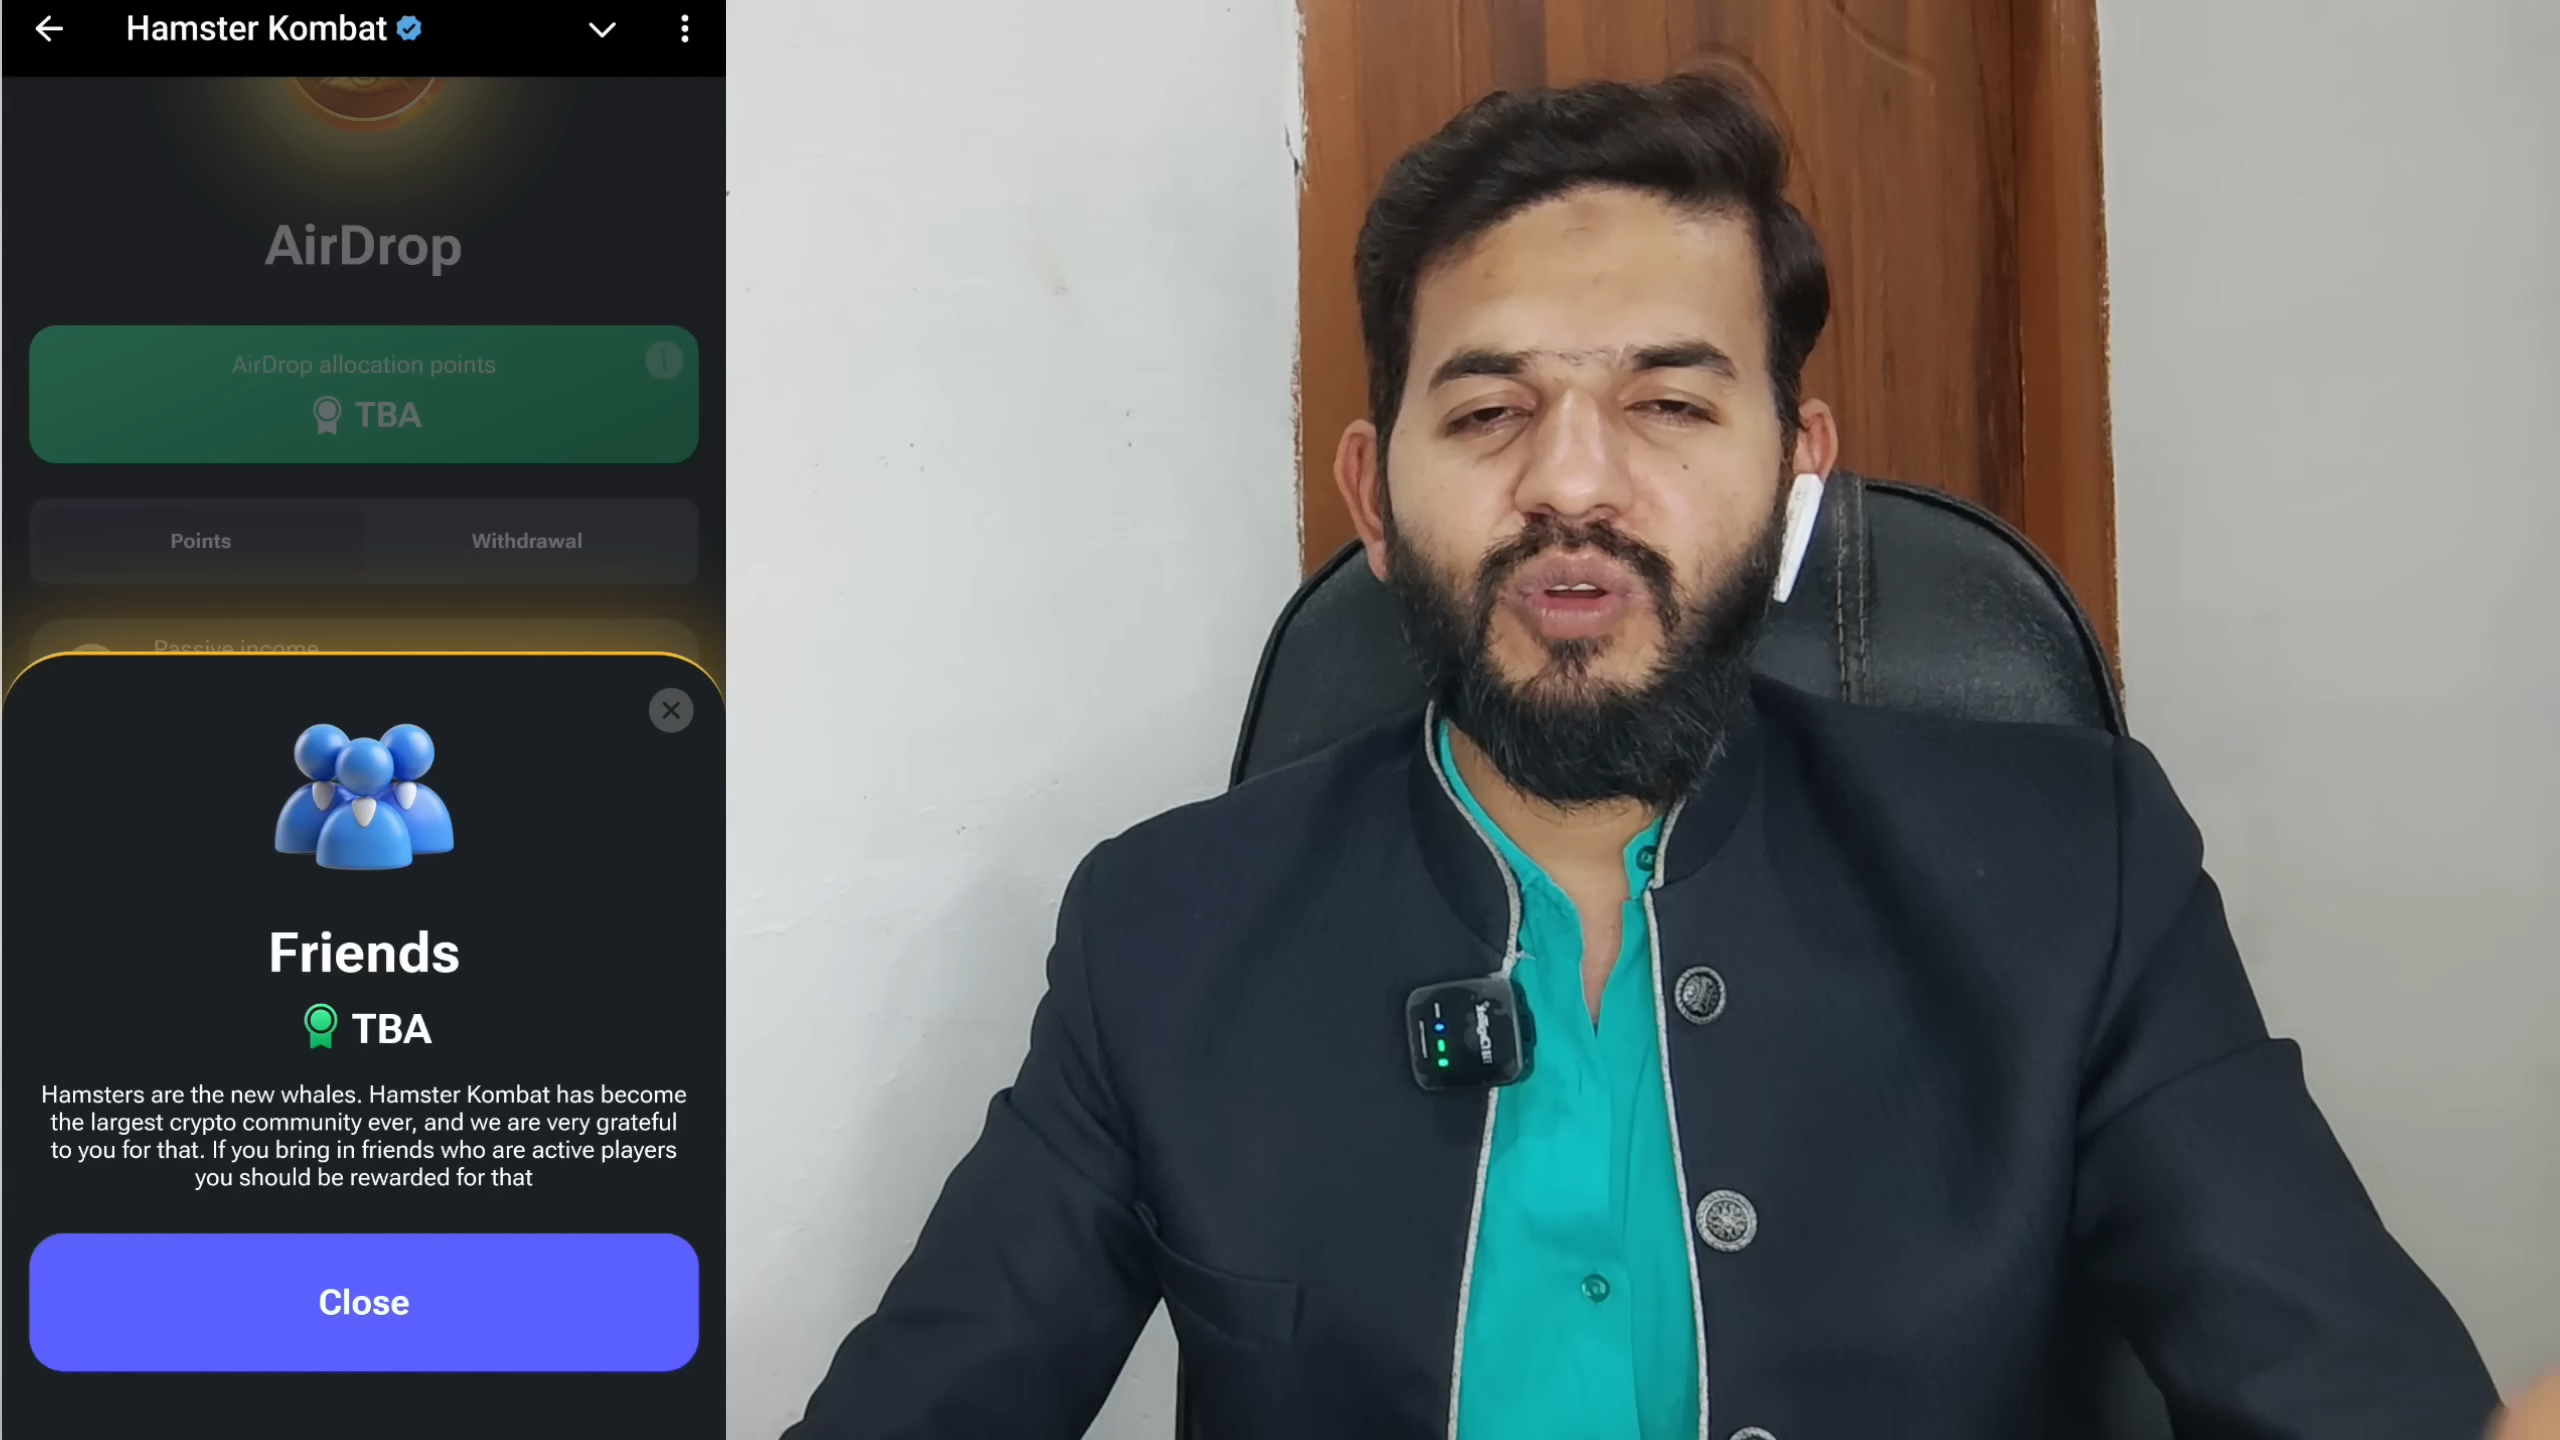 Hamster Kombat
AirDrop
AirDrop allocation points
TBA
Points
Withdrawal
Passive income
Friends
TBA
Hamsters are the new whales. Hamster Kombat has become
the largest crypto community ever, and we are very grateful
to you for that. If you bring in friends who are active players
you should be rewarded for that
Close